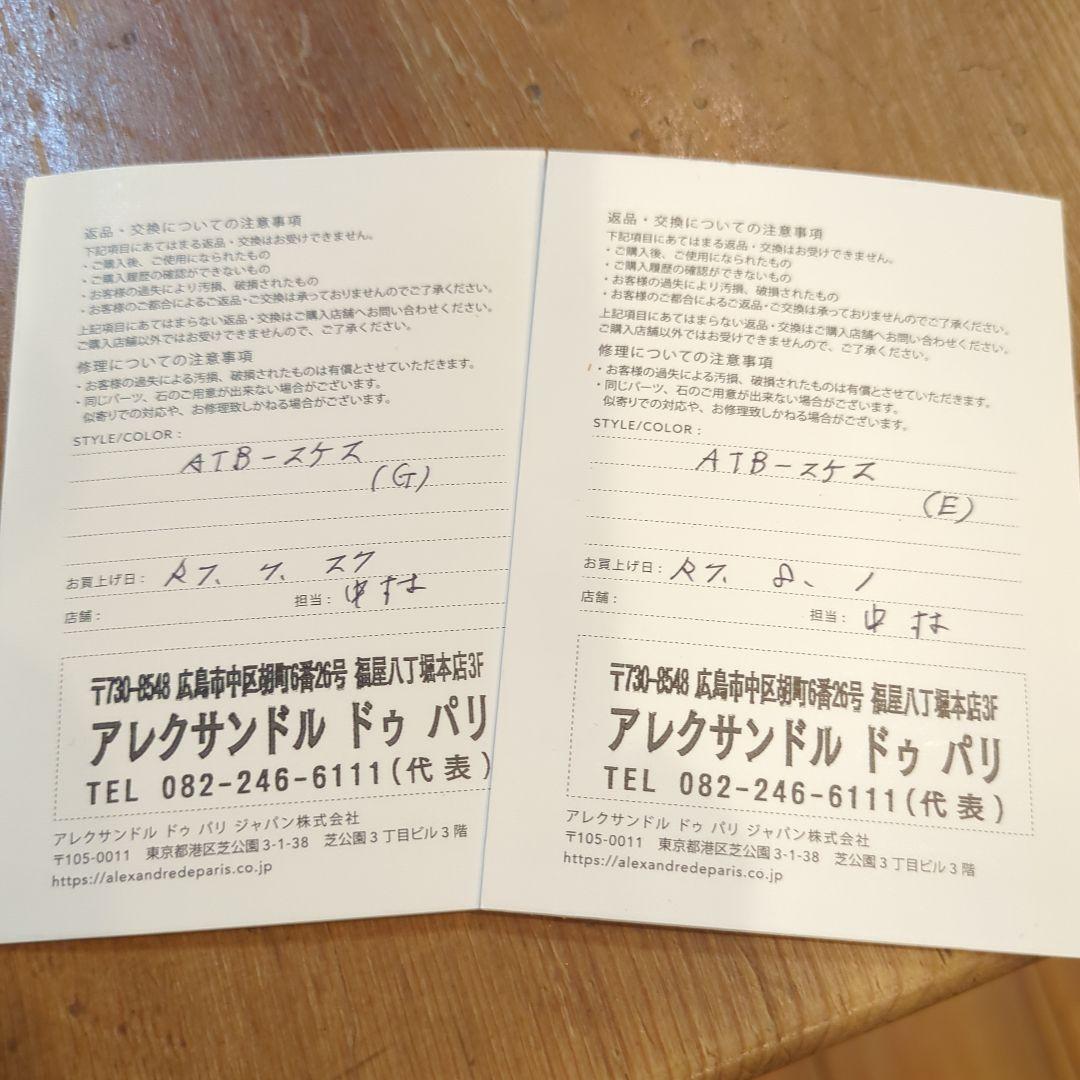 返品・交換についての注意事項
下記項目にあてはまる返品・交換はお受けできません。
・ご購入後、ご使用になられたもの
・ご購入履歴の確認ができないもの
・お客様の過失により汚損、破損されたもの
・お客様のご都合によるご返品・ご交換は承っておりませんのでご了承ください。
上記項目にあてはまらない返品・交換はご購入店舗へお問い合わせください。
ご購入店舗以外ではお受けできませんので、ご了承ください。
修理についての注意事項
・お客様の過失による汚損、破損されたものは有償とさせていただきます。
・同じパーツ、石のご用意が出来ない場合がございます。
似寄りでの対応や、お修理致しかねる場合がございます。
STYLE/COLOR：
ATB-272
(G)
お買上げ日： R7. 7. 27
店舗： 担当： 中村
〒730-8548 広島市中区胡町6番26号 福屋八丁堀本店3F
アレクサンドル ドゥ パリ
TEL 082-246-6111(代表)
アレクサンドル ドゥ パリ ジャパン株式会社
〒105-0011 東京都港区芝公園3-1-38 芝公園3丁目ビル3階
https://alexandredeparis.co.jp
返品・交換についての注意事項
下記項目にあてはまる返品・交換はお受けできません。
・ご購入後、ご使用になられたもの
・ご購入履歴の確認ができないもの
・お客様の過失により汚損、破損されたもの
・お客様のご都合によるご返品・ご交換は承っておりませんのでご了承ください。
上記項目にあてはまらない返品・交換はご購入店舗へお問い合わせください。
ご購入店舗以外ではお受けできませんので、ご了承ください。
修理についての注意事項
・お客様の過失による汚損、破損されたものは有償とさせていただきます。
・同じパーツ、石のご用意が出来ない場合がございます。
似寄りでの対応や、お修理致しかねる場合がございます。
STYLE/COLOR：
ATB-272
(E)
お買上げ日： R7. 8. 1
店舗： 担当： 中村
〒730-8548 広島市中区胡町6番26号 福屋八丁堀本店3F
アレクサンドル ドゥ パリ
TEL 082-246-6111(代表)
アレクサンドル ドゥ パリ ジャパン株式会社
〒105-0011 東京都港区芝公園3-1-38 芝公園3丁目ビル3階
https://alexandredeparis.co.jp